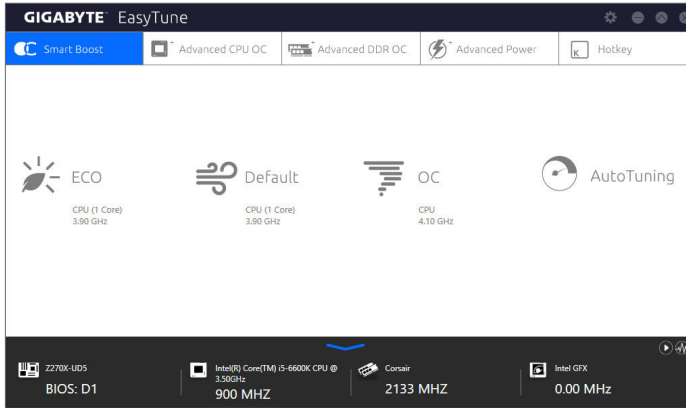 GIGABYTE™ EasyTune
Smart Boost
Advanced CPU OC
Advanced DDR OC
Advanced Power
K
Hotkey
ECO
CPU (1 Core)
3.90 GHz
Default
CPU (1 Core)
3.90 GHz
OC
CPU
4.10 GHz
AutoTuning
Z270X-UD5
BIOS: D1
Intel(R) Core(TM) i5-6600K CPU @
3.50GHz
900 MHZ
Corsair
2133 MHZ
Intel GFX
0.00 MHz